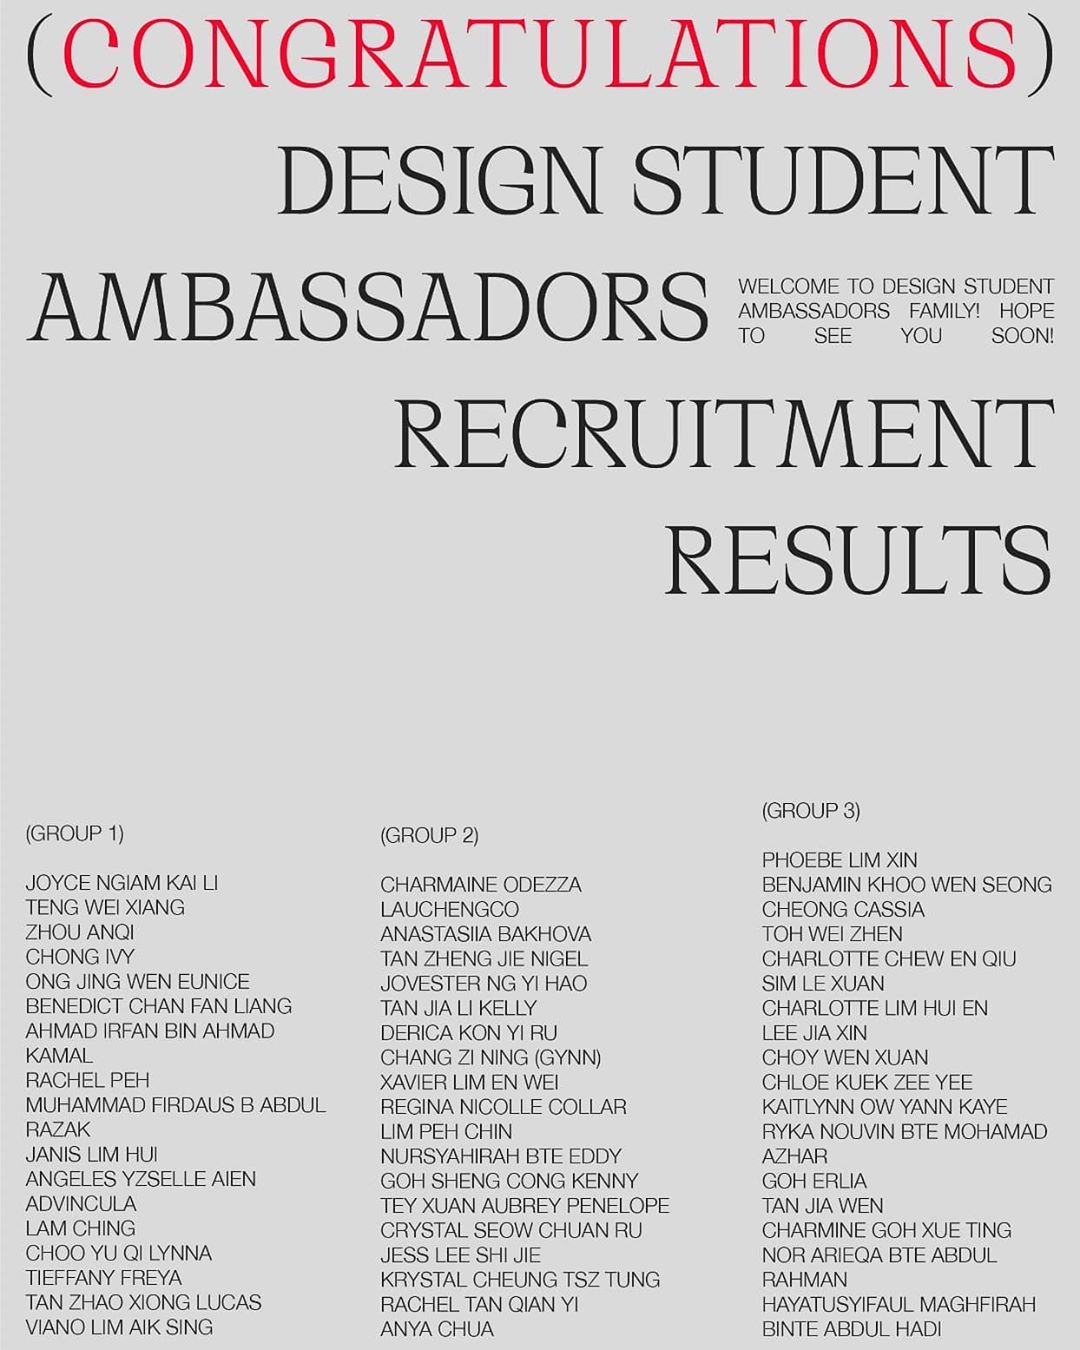 (CONGRATULATIONS)
DESIGN STUDENT
AMBASSADORS
WELCOME TO DESIGN STUDENT
AMBASSADORS FAMILY! HOPE
TO SEE YOU SOON!
RECRUITMENT
RESULTS
(GROUP 1)
JOYCE NGIAM KAI LI
TENG WEI XIANG
ZHOU ANQI
CHONG IVY
ONG JING WEN EUNICE
BENEDICT CHAN FAN LIANG
AHMAD IRFAN BIN AHMAD
KAMAL
RACHEL PEH
MUHAMMAD FIRDAUS B ABDUL
RAZAK
JANIS LIM HUI
ANGELES YZSELLE AIEN
ADVINCULA
LAM CHING
CHOO YU QI LYNNA
TIEFFANY FREYA
TAN ZHAO XIONG LUCAS
VIANO LIM AIK SING
(GROUP 2)
CHARMAINE ODEZZA
LAUCHENGCO
ANASTASIIA BAKHOVA
TAN ZHENG JIE NIGEL
JOVESTER NG YI HAO
TAN JIA LI KELLY
DERICA KON YI RU
CHANG ZI NING (GYNN)
XAVIER LIM EN WEI
REGINA NICOLLE COLLAR
LIM PEH CHIN
NURSYAHIRAH BTE EDDY
GOH SHENG CONG KENNY
TEY XUAN AUBREY PENELOPE
CRYSTAL SEOW CHUAN RU
JESS LEE SHI JIE
KRYSTAL CHEUNG TSZ TUNG
RACHEL TAN QIAN YI
ANYA CHUA
(GROUP 3)
PHOEBE LIM XIN
BENJAMIN KHOO WEN SEONG
CHEONG CASSIA
TOH WEI ZHEN
CHARLOTTE CHEW EN QIU
SIM LE XUAN
CHARLOTTE LIM HUI EN
LEE JIA XIN
CHOY WEN XUAN
CHLOE KUEK ZEE YEE
KAITLYNN OW YANN KAYE
RYKA NOUVIN BTE MOHAMAD
AZHAR
GOH ERLIA
TAN JIA WEN
CHARMINE GOH XUE TING
NOR ARIEQA BTE ABDUL
RAHMAN
HAYATUSYIFAUL MAGHFIRAH
BINTE ABDUL HADI